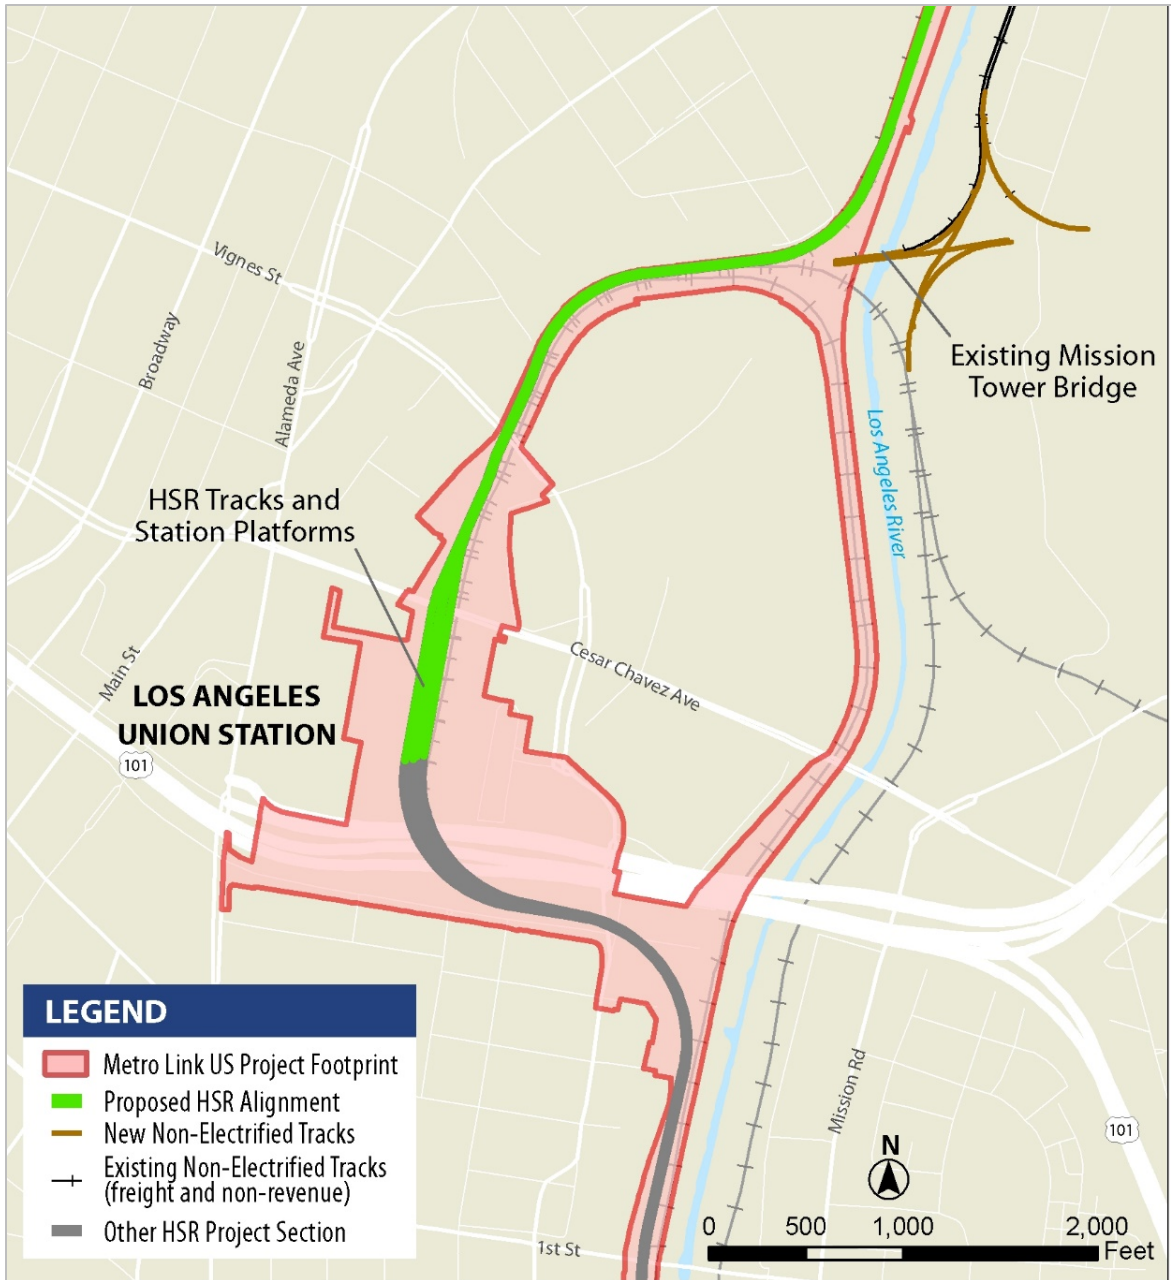 Vignes St
Broadway
Alameda Ave
Existing Mission
Tower Bridge
Los Angeles River
HSR Tracks and
Station Platforms
Cesar Chavez Ave
Main St
LOS ANGELES
UNION STATION
101
LEGEND
Metro Link US Project Footprint
Proposed HSR Alignment
New Non-Electrified Tracks
Existing Non-Electrified Tracks
(freight and non-revenue)
Other HSR Project Section
1st St
Mission Rd
101
N
0 500 1,000 2,000
Feet